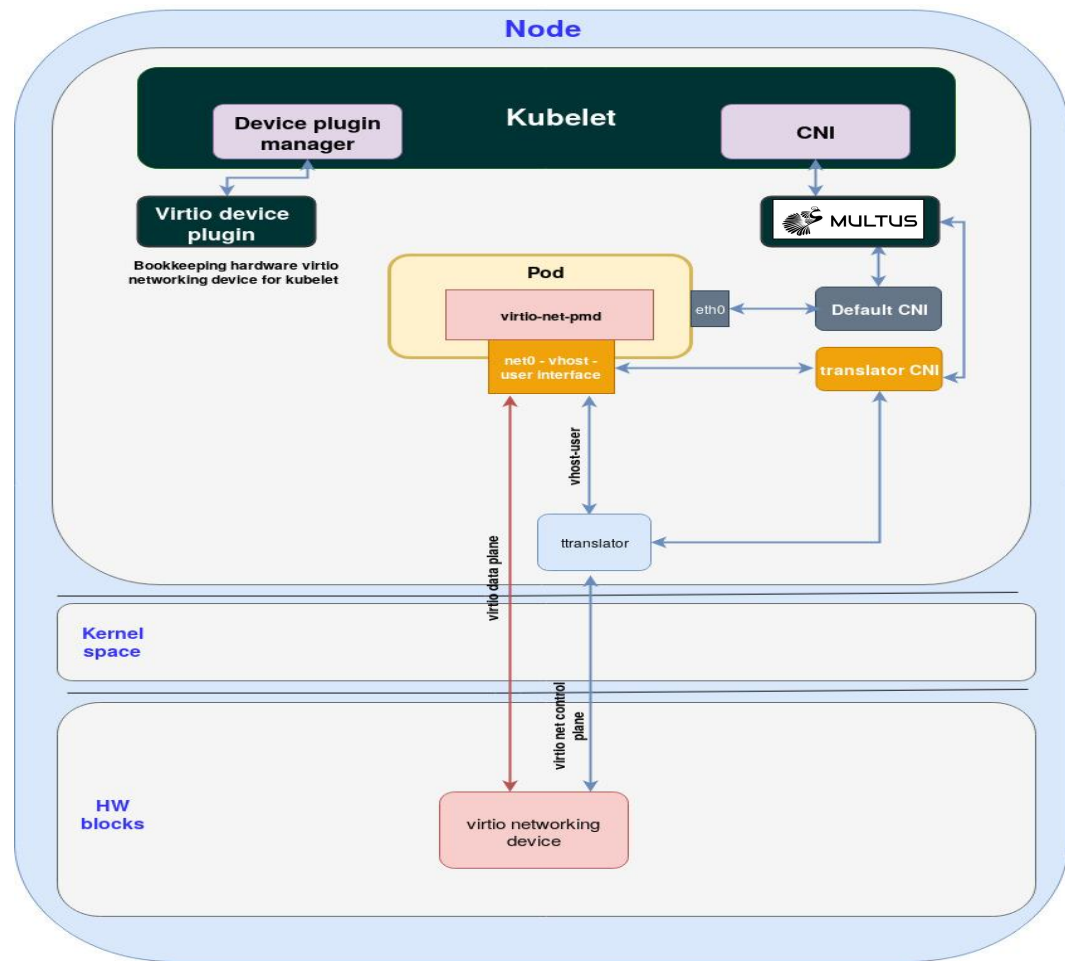 Node
Kubelet
Device plugin
manager
CNI
Virtio device
plugin
MULTUS
Bookkeeping hardware virtio
networking device for kubelet
Pod
virtio-net-pmd
eth0
Default CNI
net0 - vhost -
user interface
translator CNI
vhost-user
ttranslator
virtio data plane
Kernel
space
virtio net control
plane
HW
blocks
virtio networking
device